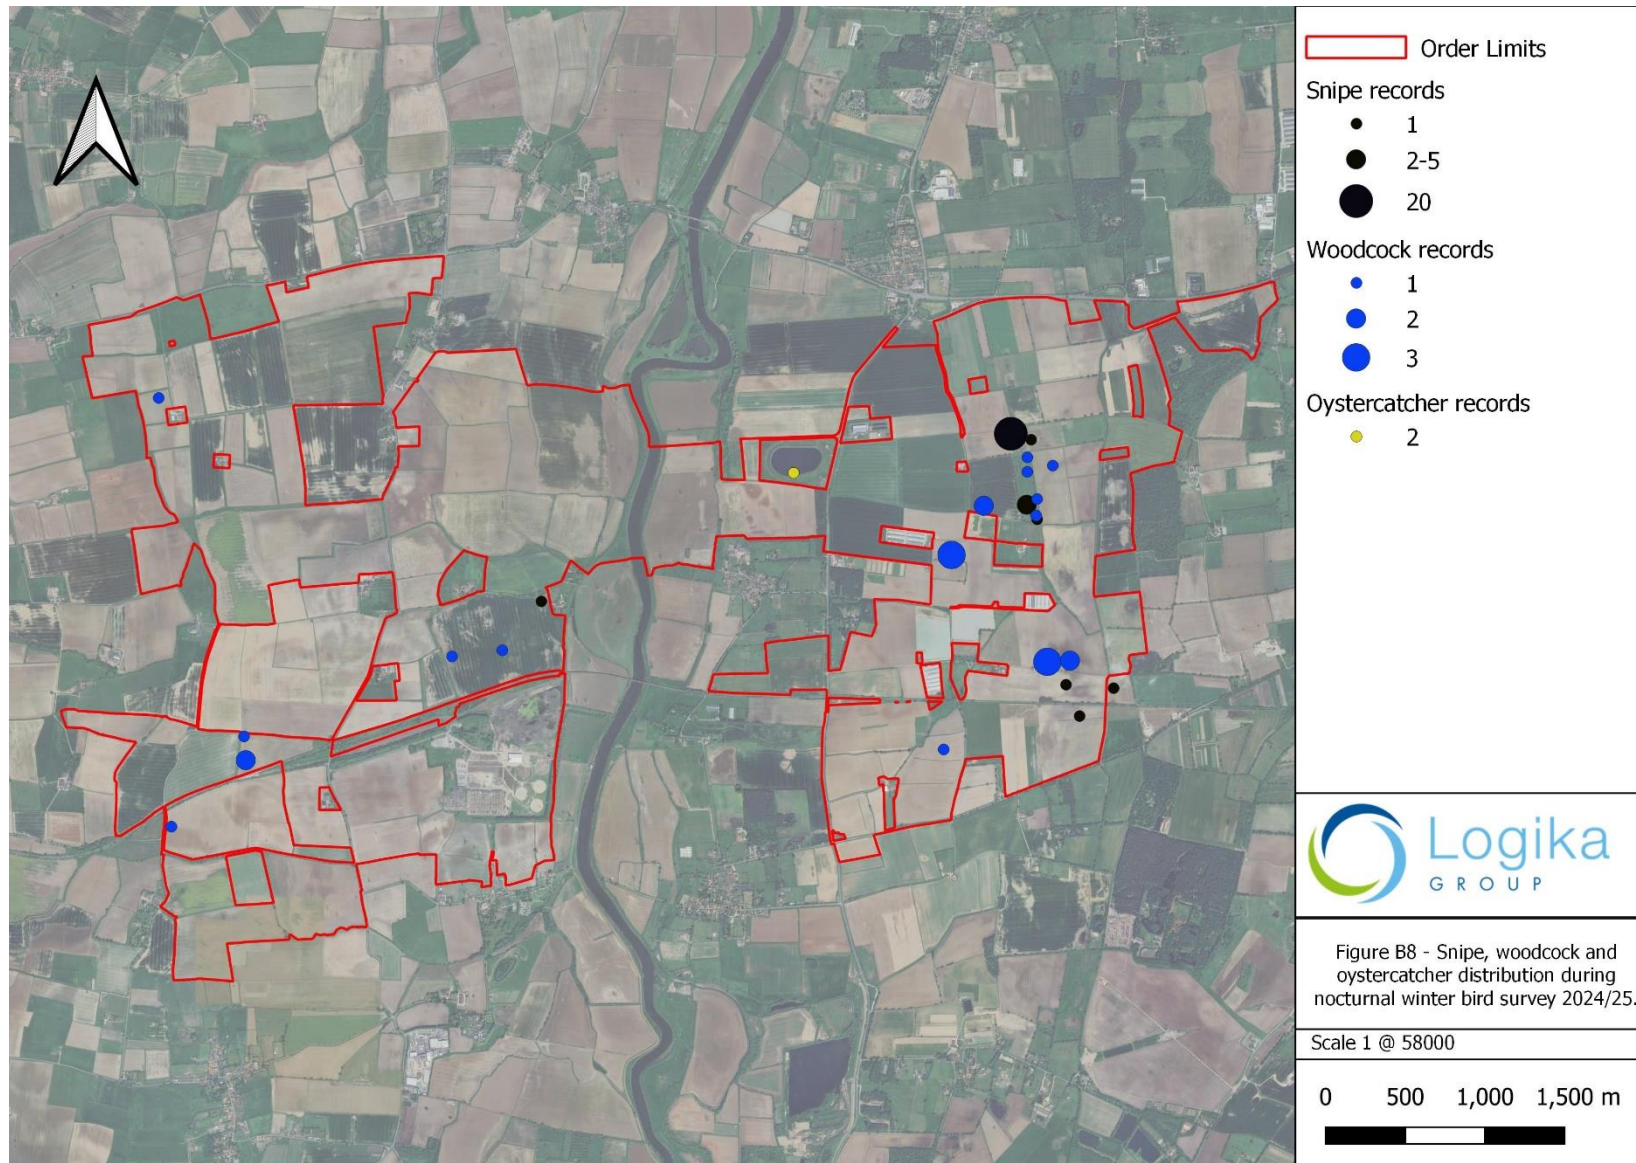 Order Limits
Snipe records
1
2-5
20
Woodcock records
1
2
3
Oystercatcher records
2
Logika
GROUP
Figure B8 - Snipe, woodcock and
oystercatcher distribution during
nocturnal winter bird survey 2024/25.
Scale 1 @ 58000
0 500 1,000 1,500 m